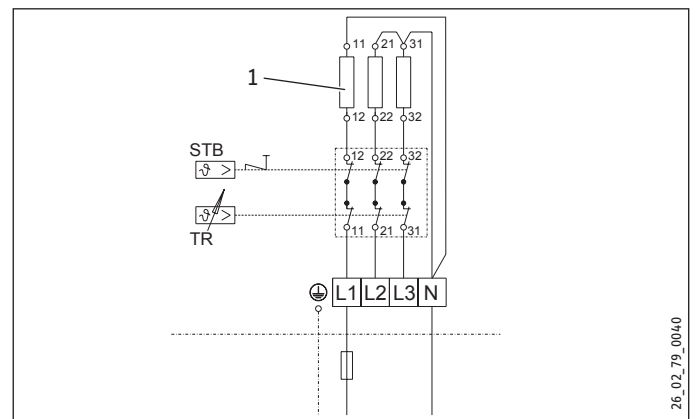 11 21 31
1
12 22 32
STB
12 22 32
ϑ >
ϑ >
TR
11 21 31
L1 L2 L3 N
26_02_79_0040